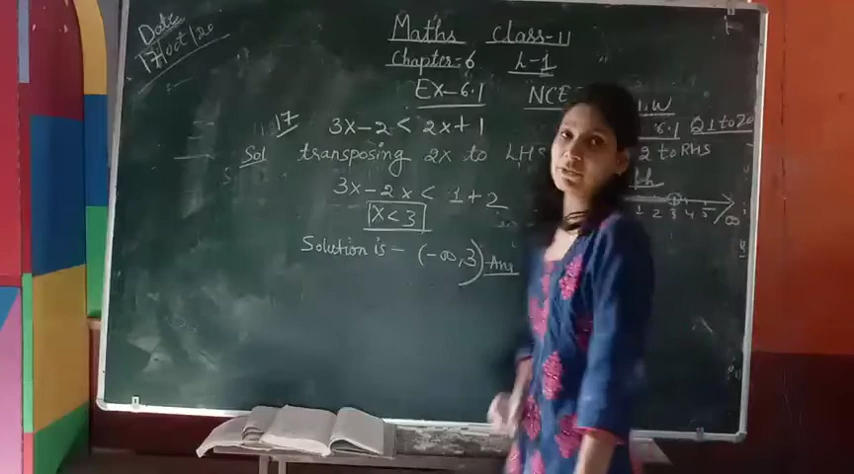 Date
17/Oct/20
Maths Class-11
Chapter-6 L-1
Ex-6.1
NCE
H.W
6.1 Q1 to 20
17 3x-2 < 2x+1
Sol transposing 2x to LHS 2 to RHS
3x-2x < 1+2
x<3
1 2 3 4 5 ∞
Solution is - (-∞,3) Ans